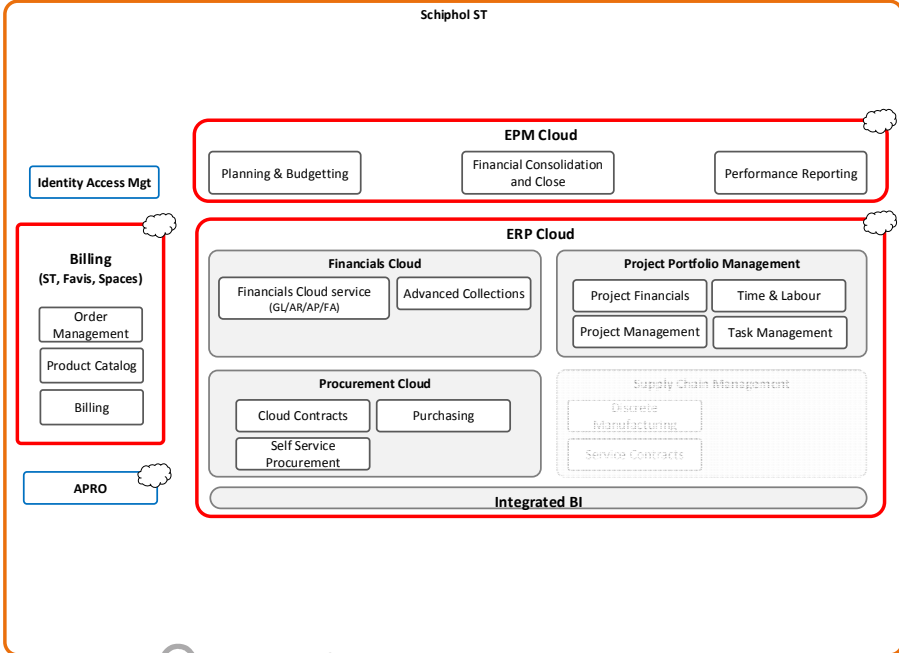 Schiphol ST
EPM Cloud
Planning & Budgetting
Financial Consolidation
and Close
Performance Reporting
Identity Access Mgt
Billing
(ST, Favis, Spaces)
Order
Management
Product Catalog
Billing
APRO
ERP Cloud
Financials Cloud
Financials Cloud service
(GL/AR/AP/FA)
Advanced Collections
Project Portfolio Management
Project Financials
Time & Labour
Project Management
Task Management
Procurement Cloud
Cloud Contracts
Purchasing
Self Service
Procurement
Supply Chain Management
Discrete
Manufacturing
Service Contracts
Integrated BI